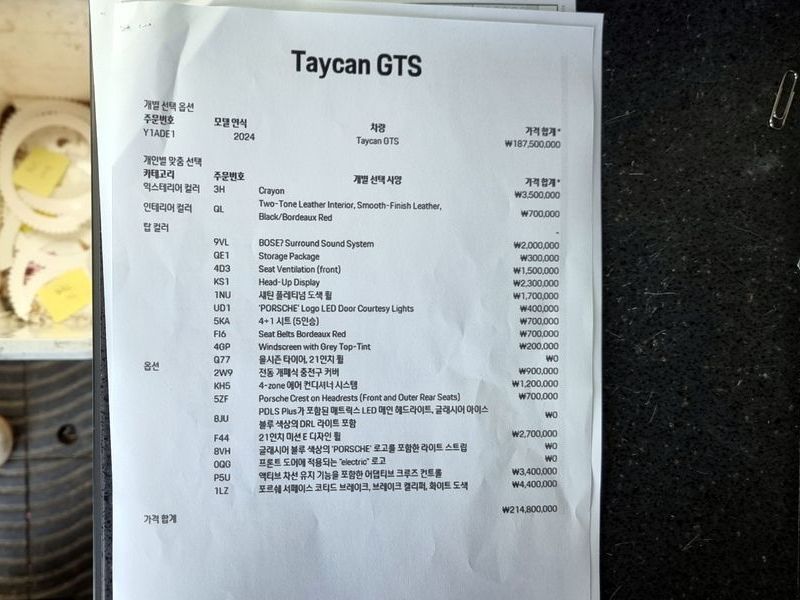 Taycan GTS
개별 선택 옵션
주문번호 모델 연식 차량 가격 합계*
Y1ADE1 2024 Taycan GTS ₩187,500,000
개인별 맞춤 선택
카테고리 주문번호 개별 선택 사양 가격 합계*
익스테리어 컬러 3H Crayon ₩3,500,000
인테리어 컬러 QL Two-Tone Leather Interior, Smooth-Finish Leather, Black/Bordeaux Red ₩700,000
탑 컬러 -
9VL BOSE? Surround Sound System ₩2,000,000
QE1 Storage Package ₩300,000
4D3 Seat Ventilation (front) ₩1,500,000
KS1 Head-Up Display ₩2,300,000
1NU 새틴 플레티넘 도색 휠 ₩1,700,000
UD1 'PORSCHE' Logo LED Door Courtesy Lights ₩400,000
5KA 4+1 시트 (5인승) ₩700,000
FI6 Seat Belts Bordeaux Red ₩700,000
4GP Windscreen with Grey Top-Tint ₩200,000
Q77 올시즌 타이어, 21인치 휠 ₩0
옵션 2W9 전동 개폐식 충전구 커버 ₩900,000
KH5 4-zone 에어 컨디셔너 시스템 ₩1,200,000
5ZF Porsche Crest on Headrests (Front and Outer Rear Seats) ₩700,000
8JU PDLS Plus가 포함된 매트릭스 LED 메인 헤드라이트, 글래시어 아이스 블루 색상의 DRL 라이트 포함 ₩0
F44 21인치 미션 E 디자인 휠 ₩2,700,000
8VH 글래시어 블루 색상의 'PORSCHE' 로고를 포함한 라이트 스트립 ₩0
0QG 프론트 도어에 적용되는 "electric" 로고 ₩0
P5U 액티브 차선 유지 기능을 포함한 어댑티브 크루즈 컨트롤 ₩3,400,000
1LZ 포르쉐 서페이스 코티드 브레이크, 브레이크 캘리퍼, 화이트 도색 ₩4,400,000
가격 합계 ₩214,800,000